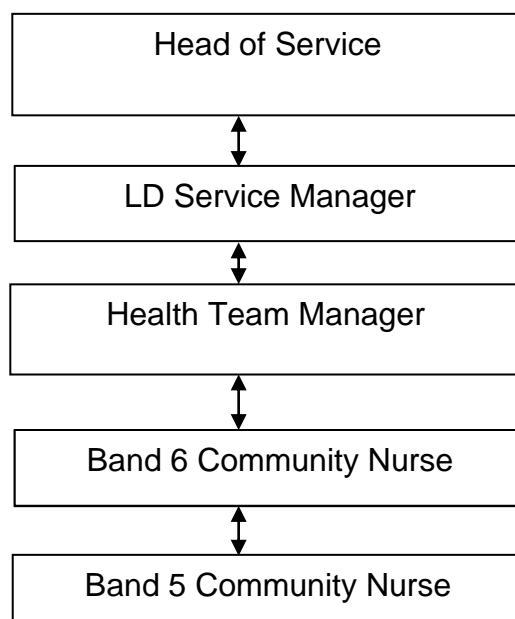 Head of Service
LD Service Manager
Health Team Manager
Band 6 Community Nurse
Band 5 Community Nurse